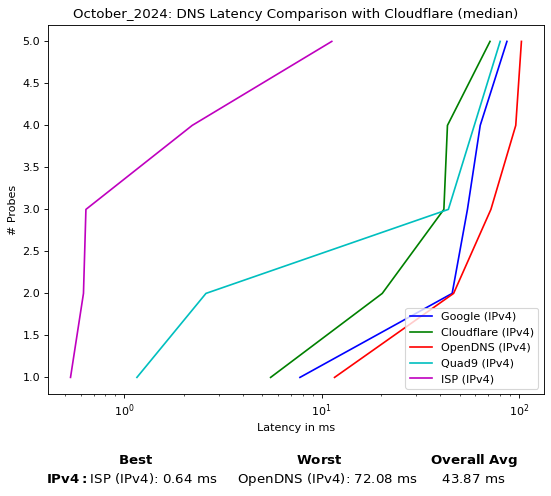 October_2024: DNS Latency Comparison with Cloudflare (median)
5.0
4.5
4.0
3.5
3.0
2.5
2.0
1.5
1.0
# Probes
Google (IPv4)
Cloudflare (IPv4)
OpenDNS (IPv4)
Quad9 (IPv4)
ISP (IPv4)
10⁰ 10¹ 10²
Latency in ms
Best Worst Overall Avg
IPv4: ISP (IPv4): 0.64 ms OpenDNS (IPv4): 72.08 ms 43.87 ms